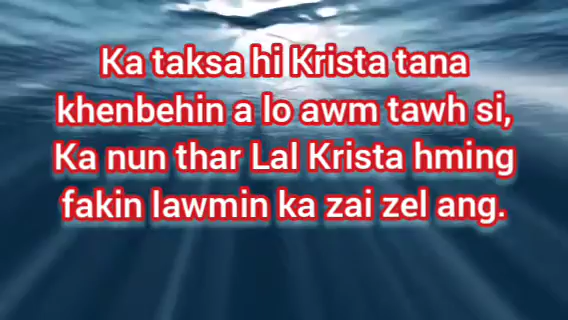 Ka taksa hi Krista tana
khenbehin a lo awm tawh si,
Ka nun thar Lal Krista hming
fakin lawmin ka zai zel ang.